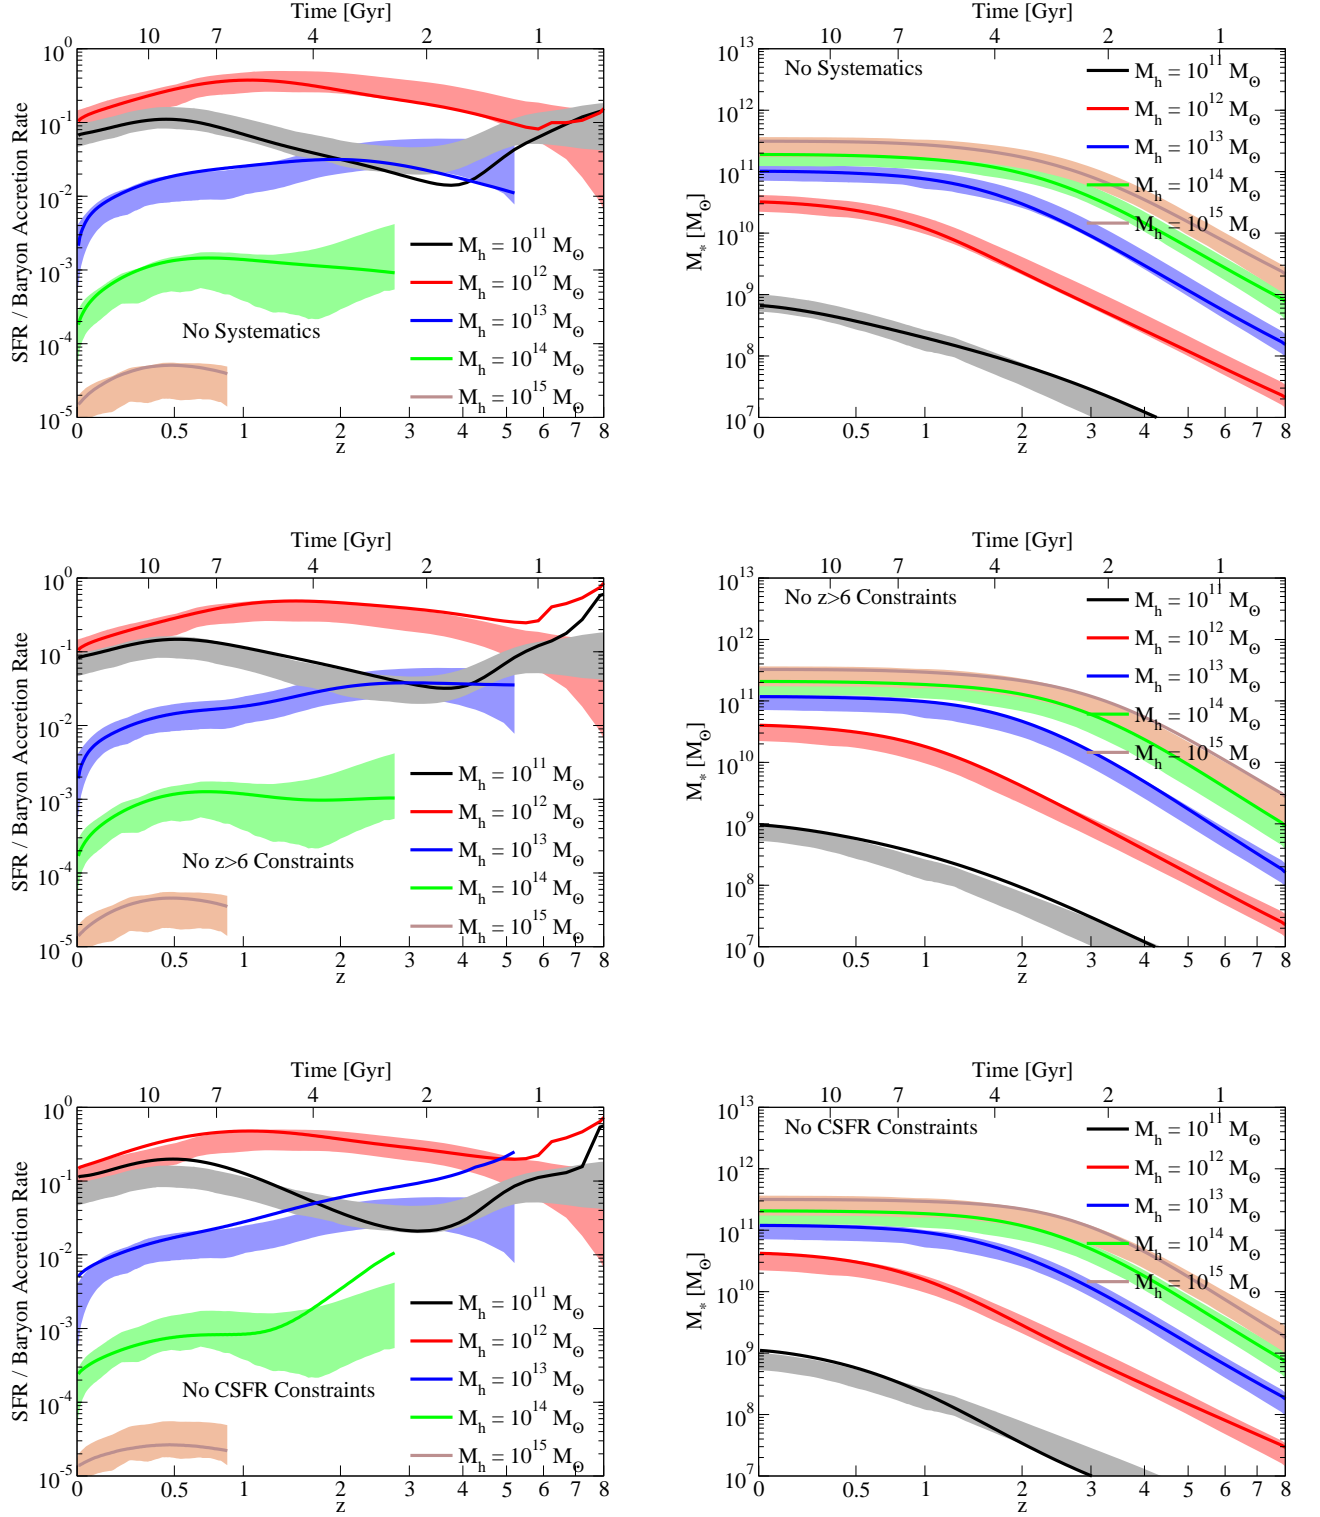 Time [Gyr]
10 7 4 2 1
SFR / Baryon Accretion Rate
10^0
10^-1
10^-2
10^-3
10^-4
10^-5
M_h = 10^11 M_⊙
M_h = 10^12 M_⊙
M_h = 10^13 M_⊙
M_h = 10^14 M_⊙
M_h = 10^15 M_⊙
No Systematics
0 0.5 1 2 3 4 5 6 7 8
z
Time [Gyr]
10 7 4 2 1
M_* [M_⊙]
10^13
10^12
10^11
10^10
10^9
10^8
10^7
No Systematics
M_h = 10^11 M_⊙
M_h = 10^12 M_⊙
M_h = 10^13 M_⊙
M_h = 10^14 M_⊙
M_h = 10^15 M_⊙
0 0.5 1 2 3 4 5 6 7 8
z
Time [Gyr]
10 7 4 2 1
SFR / Baryon Accretion Rate
10^0
10^-1
10^-2
10^-3
10^-4
10^-5
M_h = 10^11 M_⊙
M_h = 10^12 M_⊙
M_h = 10^13 M_⊙
M_h = 10^14 M_⊙
M_h = 10^15 M_⊙
No z>6 Constraints
0 0.5 1 2 3 4 5 6 7 8
z
Time [Gyr]
10 7 4 2 1
M_* [M_⊙]
10^13
10^12
10^11
10^10
10^9
10^8
10^7
No z>6 Constraints
M_h = 10^11 M_⊙
M_h = 10^12 M_⊙
M_h = 10^13 M_⊙
M_h = 10^14 M_⊙
M_h = 10^15 M_⊙
0 0.5 1 2 3 4 5 6 7 8
z
Time [Gyr]
10 7 4 2 1
SFR / Baryon Accretion Rate
10^0
10^-1
10^-2
10^-3
10^-4
10^-5
M_h = 10^11 M_⊙
M_h = 10^12 M_⊙
M_h = 10^13 M_⊙
M_h = 10^14 M_⊙
M_h = 10^15 M_⊙
No CSFR Constraints
0 0.5 1 2 3 4 5 6 7 8
z
Time [Gyr]
10 7 4 2 1
M_* [M_⊙]
10^13
10^12
10^11
10^10
10^9
10^8
10^7
No CSFR Constraints
M_h = 10^11 M_⊙
M_h = 10^12 M_⊙
M_h = 10^13 M_⊙
M_h = 10^14 M_⊙
M_h = 10^15 M_⊙
0 0.5 1 2 3 4 5 6 7 8
z